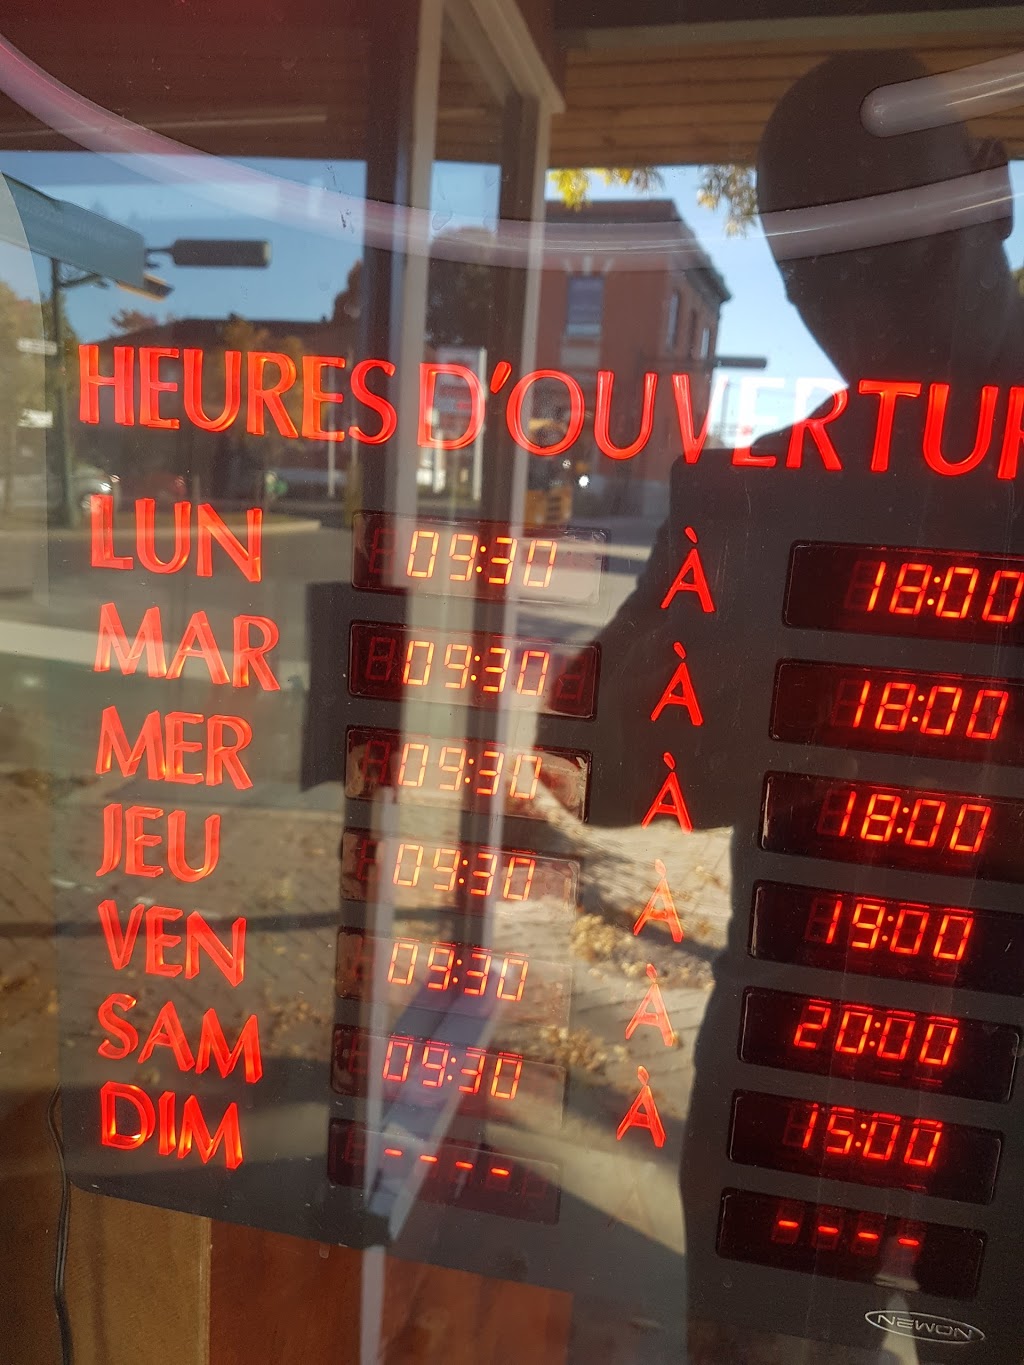 HEURES D'OUVERTUR
LUN 09:30 À 18:00
MAR 09:30 À 18:00
MER 09:30 À 18:00
JEU 09:30 À 19:00
VEN 09:30 À 20:00
SAM 09:30 À 15:00
DIM ---- ----
NEWON